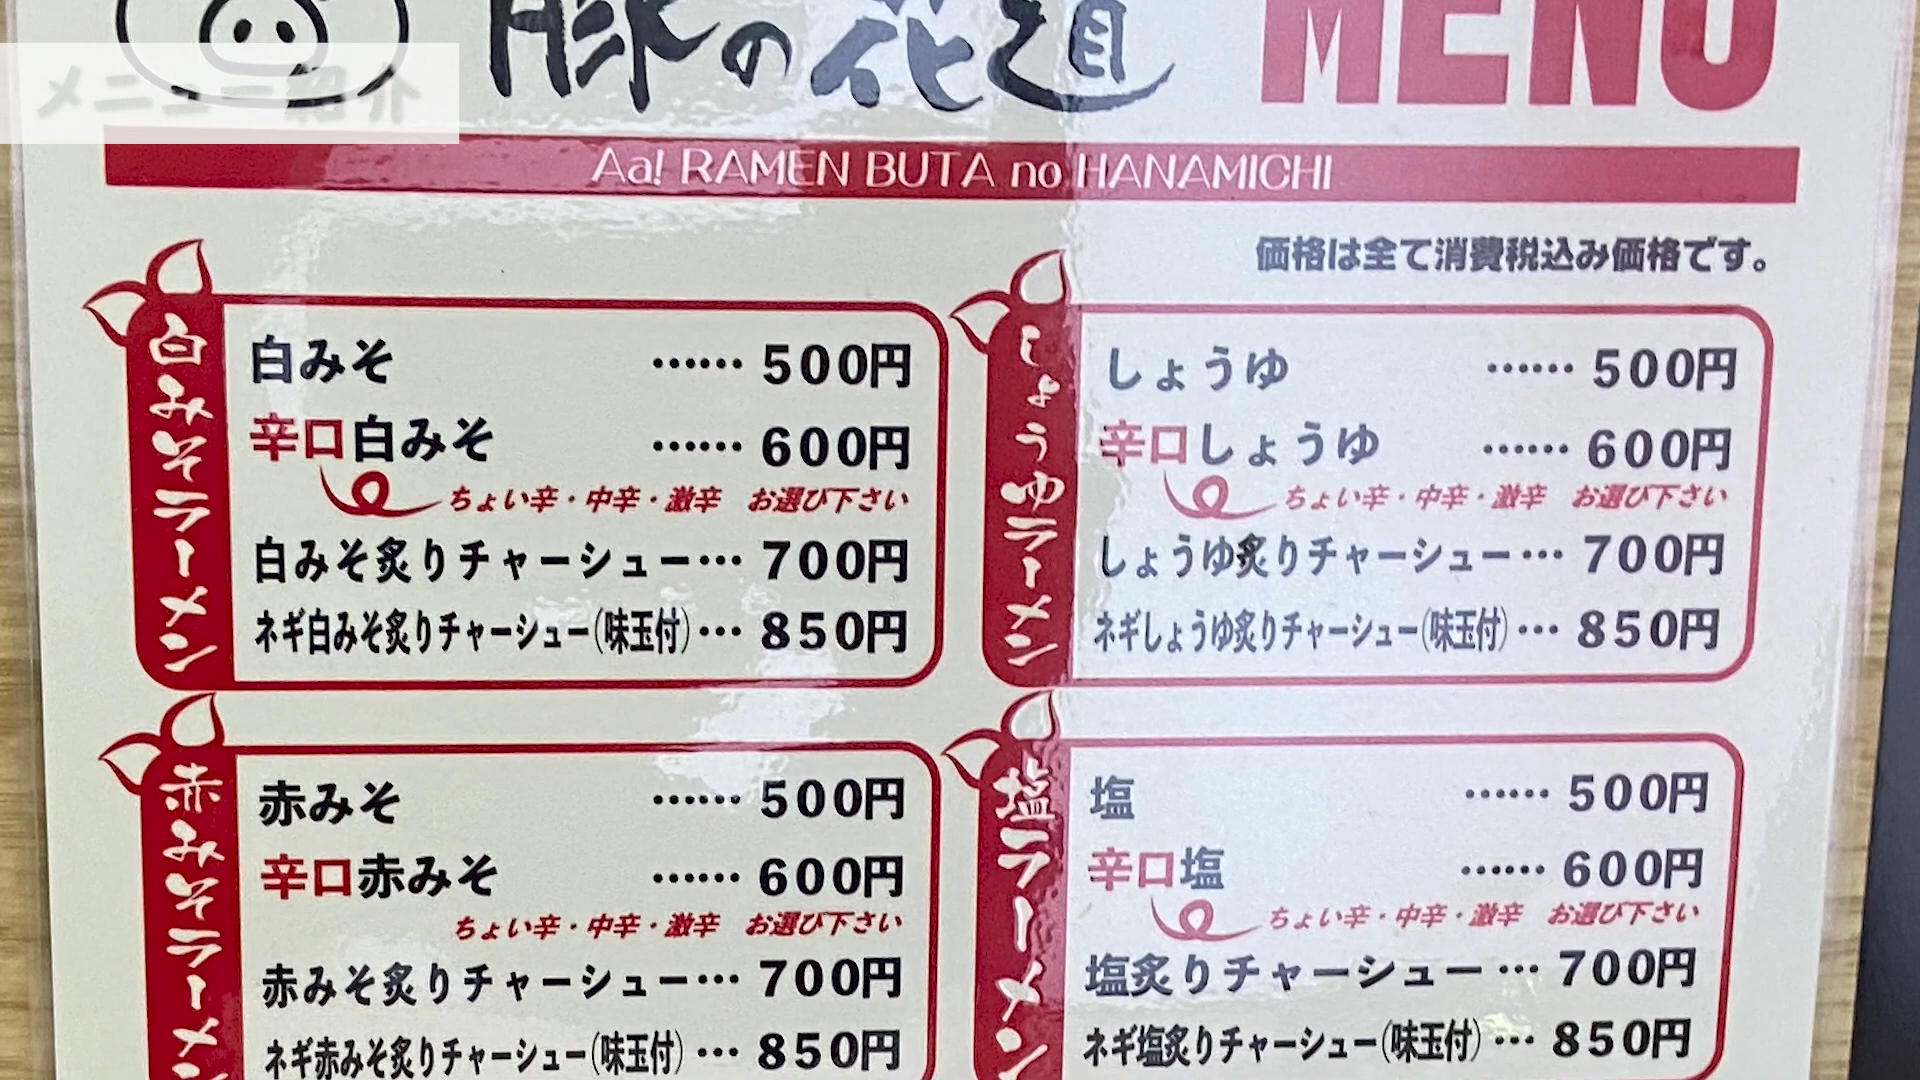 豚の花道 MENU
メニュー紹介
Aa! RAMEN BUTA no HANAMICHI
価格は全て消費税込み価格です。
白みそラーメン
白みそ …… 500円
辛口白みそ …… 600円
ちょい辛・中辛・激辛 お選び下さい
白みそ炙りチャーシュー… 700円
ネギ白みそ炙りチャーシュー(味玉付)… 850円
しょうゆラーメン
しょうゆ …… 500円
辛口しょうゆ …… 600円
ちょい辛・中辛・激辛 お選び下さい
しょうゆ炙りチャーシュー… 700円
ネギしょうゆ炙りチャーシュー(味玉付)… 850円
赤みそラーメン
赤みそ …… 500円
辛口赤みそ …… 600円
ちょい辛・中辛・激辛 お選び下さい
赤みそ炙りチャーシュー… 700円
ネギ赤みそ炙りチャーシュー(味玉付)… 850円
塩ラーメン
塩 …… 500円
辛口塩 …… 600円
ちょい辛・中辛・激辛 お選び下さい
塩炙りチャーシュー… 700円
ネギ塩炙りチャーシュー(味玉付)… 850円